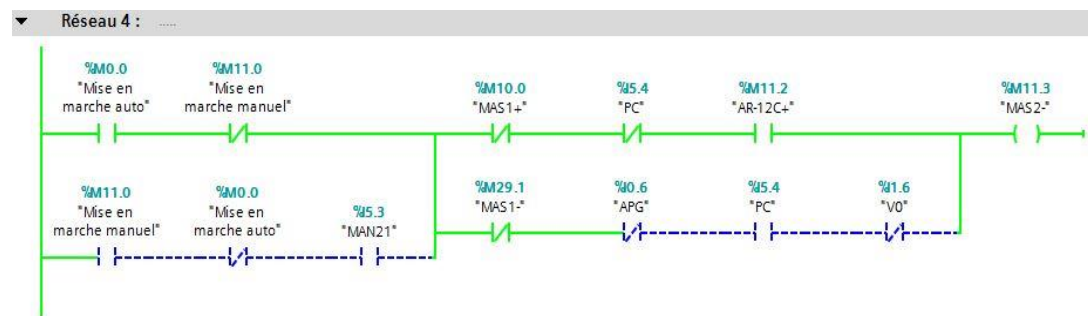 Réseau 4 : .....
%M0.0
"Mise en
marche auto"
%M11.0
"Mise en
marche manuel"
%M10.0
"MAS1+"
%I5.4
"PC"
%M11.2
"AR-12C+"
%M11.3
"MAS2-"
%M11.0
"Mise en
marche manuel"
%M0.0
"Mise en
marche auto"
%I5.3
"MAN21"
%M29.1
"MAS1-"
%I0.6
"APG"
%I5.4
"PC"
%I1.6
"V0"